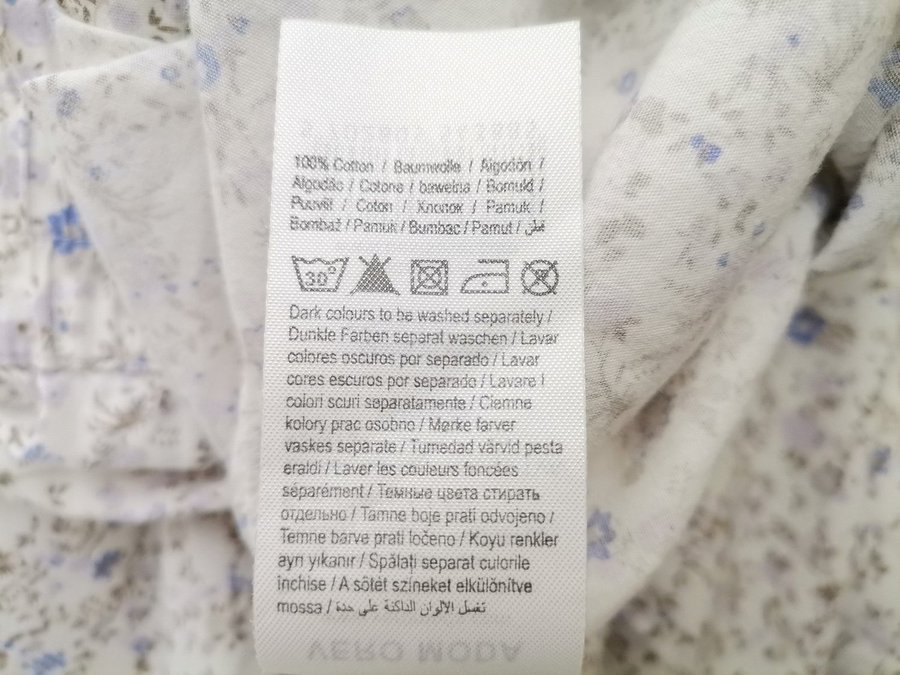 100% Cotton / Baumwolle / Algodón /
Algodão / Cotone / bawełna / Bomuld /
Puuvill / Coton / Хлопок / Pamuk /
Bombaž / Pamuk / Bumbac / Pamut / قطن
30°
Dark colours to be washed separately /
Dunkle Farben separat waschen / Lavar
colores oscuros por separado / Lavar
cores escuros por separado / Lavare I
colori scuri separatamente / Ciemne
kolory prac osobno / Mørke farver
vaskes separate / Tumedad värvid pesta
eraldi / Laver les couleurs foncées
séparément / Темные цвета стирать
отдельно / Tamne boje prati odvojeno /
Temne barve prati ločeno / Koyu renkler
ayrı yıkanır / Spălați separat culorile
închise / A sötét színeket elkülönítve
mossa / تغسل الالوان الداكنة على حدة
VERO MODA